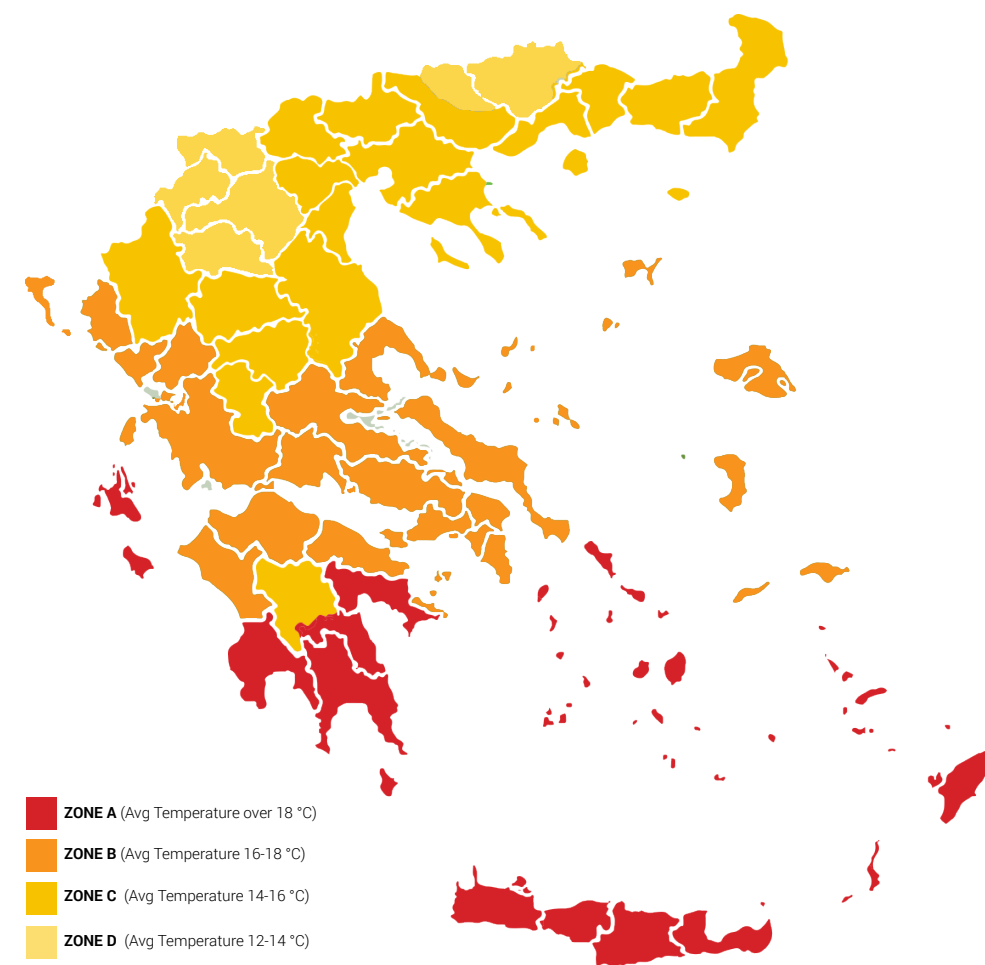 ZONE A (Avg Temperature over 18 °C)
ZONE B (Avg Temperature 16-18 °C)
ZONE C (Avg Temperature 14-16 °C)
ZONE D (Avg Temperature 12-14 °C)